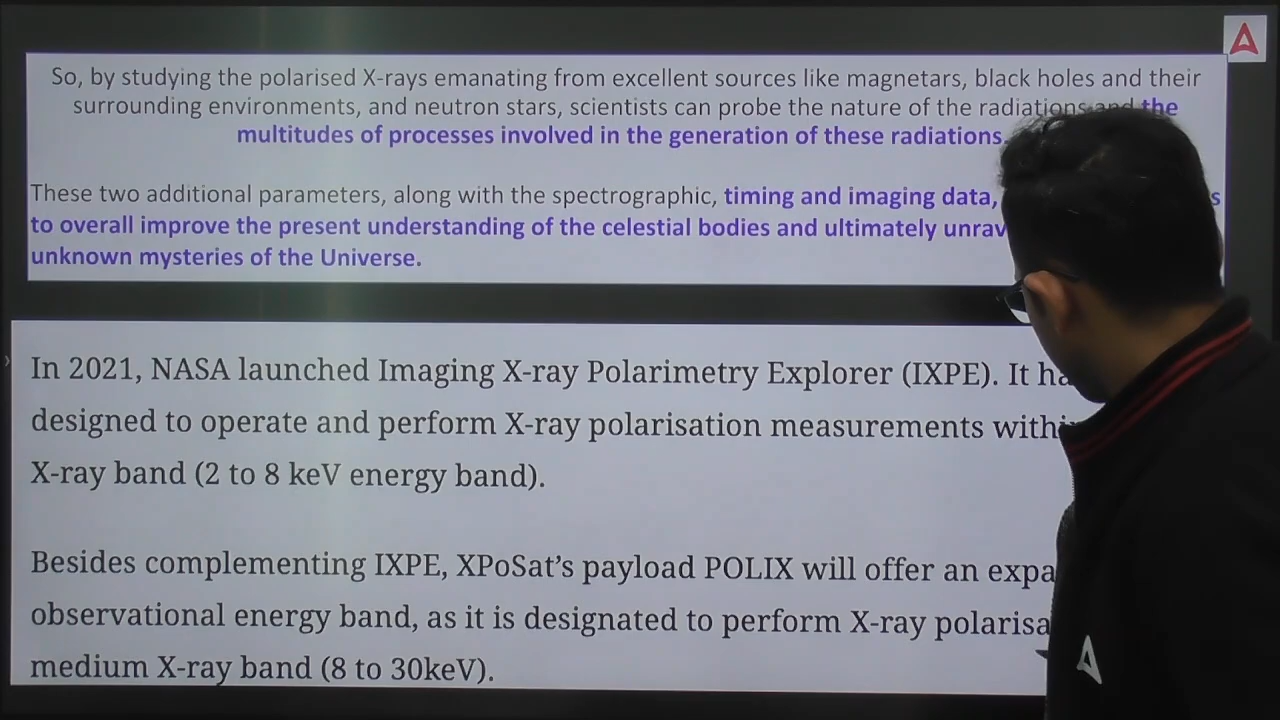 So, by studying the polarised X-rays emanating from excellent sources like magnetars, black holes and their
surrounding environments, and neutron stars, scientists can probe the nature of the radiations and the
multitudes of processes involved in the generation of these radiations.
These two additional parameters, along with the spectrographic, timing and imaging data,
to overall improve the present understanding of the celestial bodies and ultimately
unknown mysteries of the Universe.
In 2021, NASA launched Imaging X-ray Polarimetry Explorer (IXPE). It
designed to operate and perform X-ray polarisation measurements
X-ray band (2 to 8 keV energy band).
Besides complementing IXPE, XPoSat’s payload POLIX will offer an
observational energy band, as it is designated to perform X-ray
medium X-ray band (8 to 30keV).